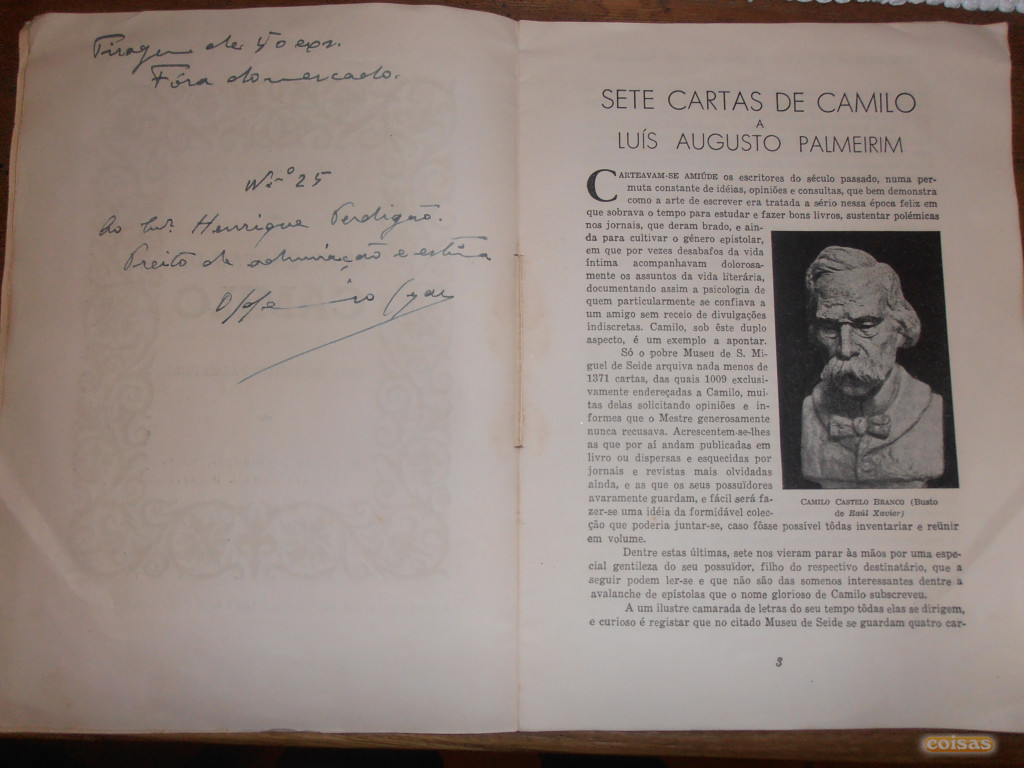 Tiragem de 50 exp.
Fóra do mercado.
N.º 25
Ao Henrique Perdigão.
Preito de admiração e estima
SETE CARTAS DE CAMILO
A
LUÍS AUGUSTO PALMEIRIM
CARTEAVAM-SE AMIÚDE os escritores do século passado, numa per-
muta constante de idéias, opiniões e consultas, que bem demonstra
como a arte de escrever era tratada a sério nessa época feliz em
que sobrava o tempo para estudar e fazer bons livros, sustentar polémicas
nos jornais, que deram brado, e ain-
da para cultivar o género epistolar,
em que por vezes desabafos da vida
íntima acompanhavam dolorosa-
mente os assuntos da vida literária,
documentando assim a psicologia de
quem particularmente se confiava a
um amigo sem receio de divulgações
indiscretas. Camilo, sob êste duplo
aspecto, é um exemplo a apontar.
Só o pobre Museu de S. Mi-
guel de Seide arquiva nada menos de
1371 cartas, das quais 1009 exclusi-
vamente endereçadas a Camilo, mui-
tas delas solicitando opiniões e in-
formes que o Mestre generosamente
nunca recusava. Acrescentem-se-lhes
as que por aí andam publicadas em
livro ou dispersas e esquecidas por
jornais e revistas mais olvidadas
ainda, e as que os seus possuïdores
avaramente guardam, e fácil será fa-
zer-se uma idéia da formidável colec-
ção que poderia juntar-se, caso fôsse possível tôdas inventariar e reünir
em volume.
CAMILO CASTELO BRANCO (Busto
de Raúl Xavier)
Dentre estas últimas, sete nos vieram parar às mãos por uma espe-
cial gentileza do seu possuïdor, filho do respectivo destinatário, que a
seguir podem ler-se e que não são das somenos interessantes dentre a
avalanche de epístolas que o nome glorioso de Camilo subscreveu.
A um ilustre camarada de letras do seu tempo tôdas elas se dirigem,
e curioso é registar que no citado Museu de Seide se guardam quatro car-
3
coisas